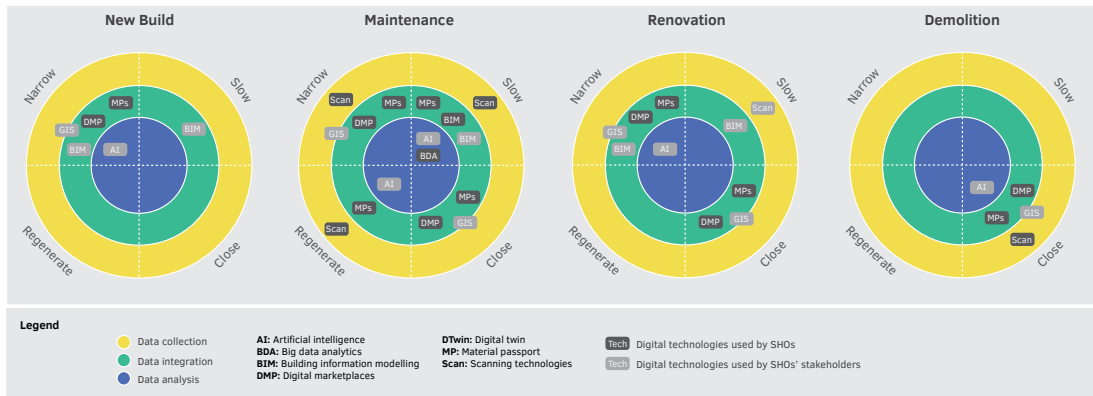 New Build
Narrow
Slow
MPs
DMP
GIS
BIM
BIM
AI
Regenerate
Close
Maintenance
Narrow
Slow
Scan
MPs
MPs
Scan
DMP
BIM
GIS
AI
BIM
BDA
AI
MPs
MPs
DMP
GIS
Scan
Regenerate
Close
Renovation
Narrow
Slow
MPs
Scan
DMP
BIM
GIS
BIM
AI
MPs
DMP
GIS
Regenerate
Close
Demolition
Narrow
Slow
AI
DMP
MPs
GIS
Scan
Regenerate
Close
Legend
Data collection
Data integration
Data analysis
AI: Artificial intelligence
BDA: Big data analytics
BIM: Building information modelling
DMP: Digital marketplaces
DTwin: Digital twin
MP: Material passport
Scan: Scanning technologies
Tech Digital technologies used by SHOs
Tech Digital technologies used by SHOs' stakeholders